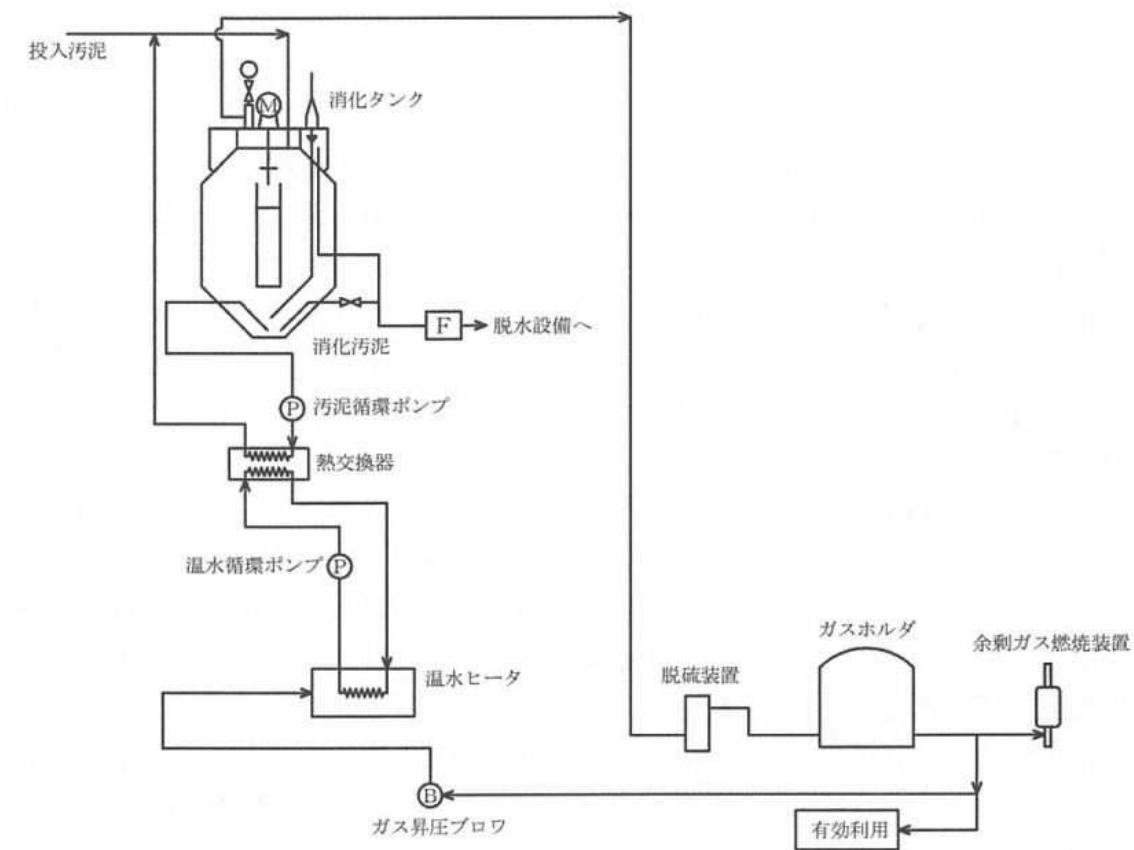 投入汚泥
消化タンク
M
F
脱水設備へ
消化汚泥
P
汚泥循環ポンプ
熱交換器
温水循環ポンプ
P
温水ヒータ
ガスホルダ
余剰ガス燃焼装置
脱硫装置
B
ガス昇圧ブロワ
有効利用